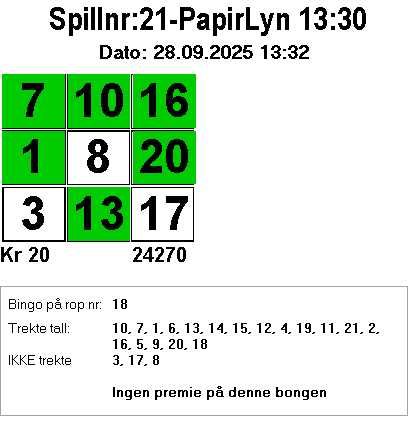 Spillnr:21-PapirLyn 13:30
Dato: 28.09.2025 13:32
7 10 16
1 8 20
3 13 17
Kr 20 24270
Bingo på rop nr: 18
Trekte tall: 10, 7, 1, 6, 13, 14, 15, 12, 4, 19, 11, 21, 2,
16, 5, 9, 20, 18
IKKE trekte 3, 17, 8
Ingen premie på denne bongen